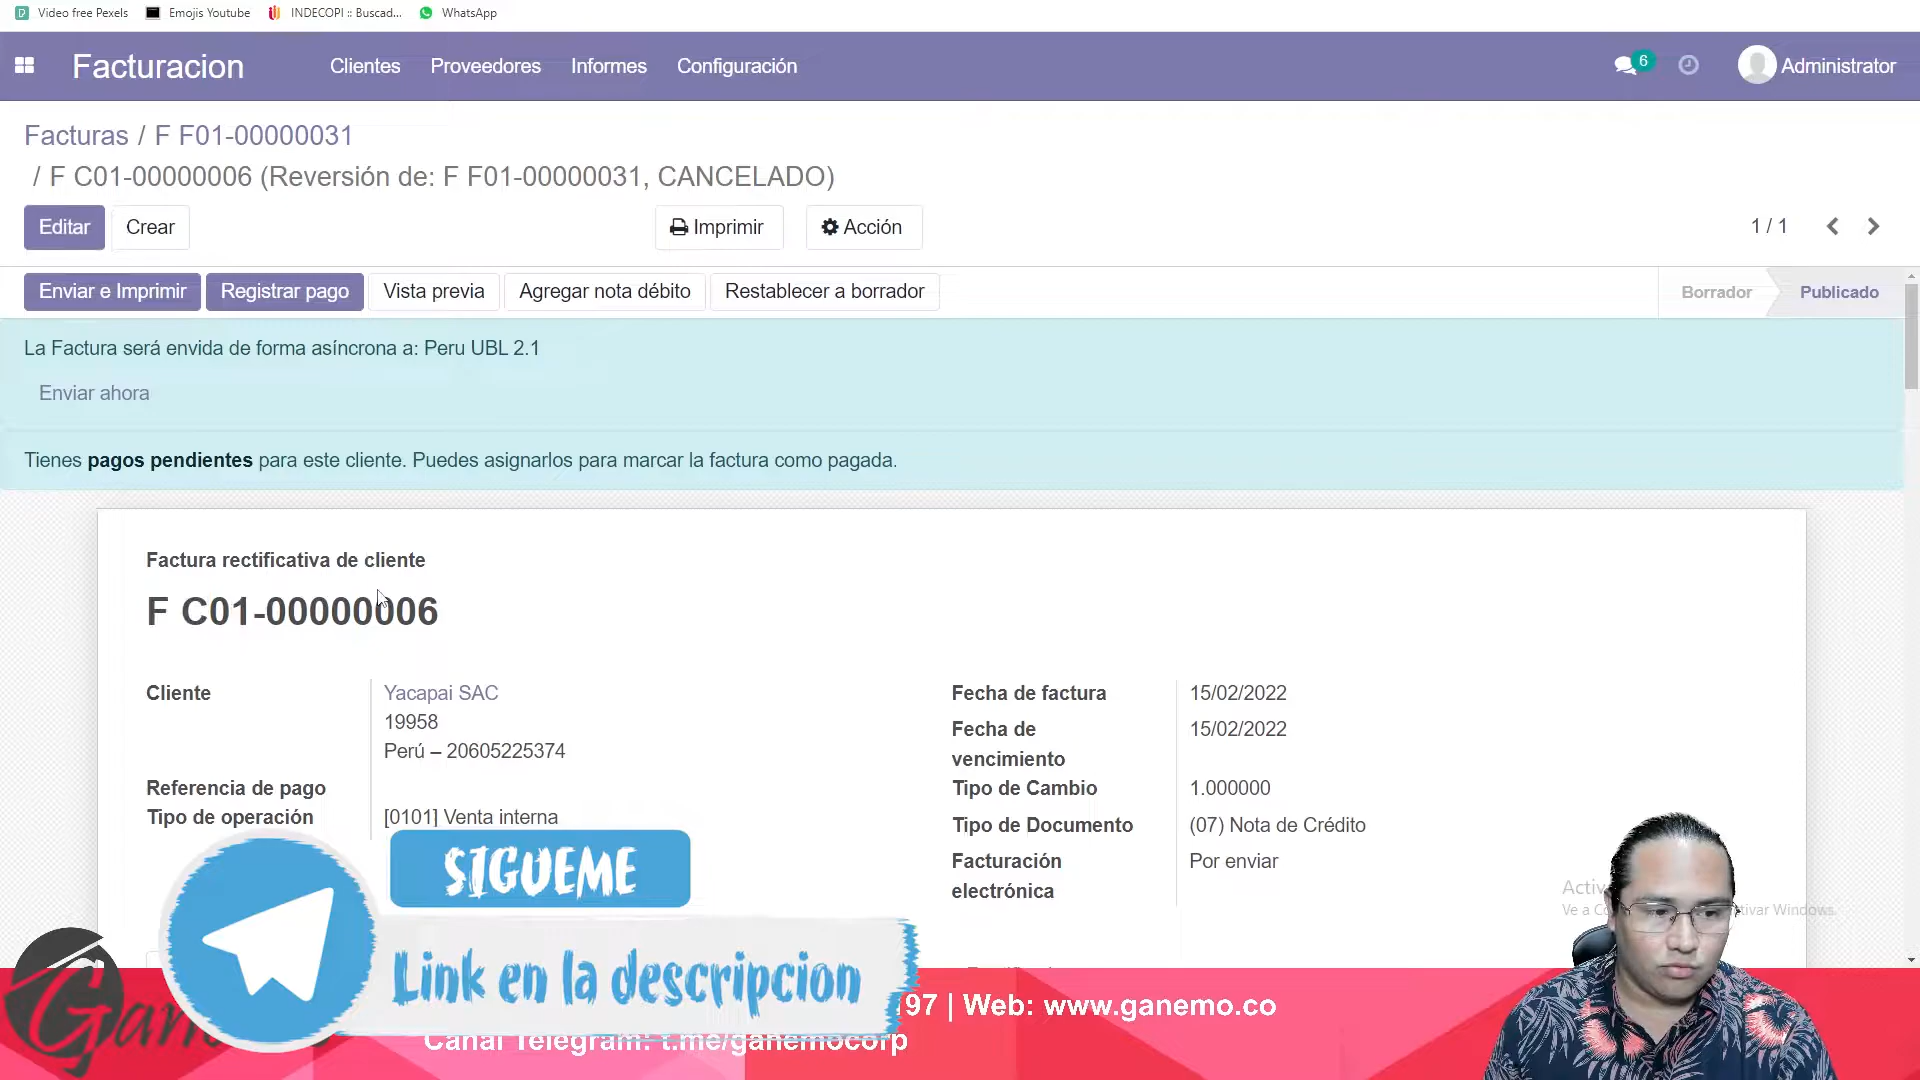 Video free Pexels
Emojis Youtube
INDECOPI :: Buscad...
WhatsApp
Facturacion
Clientes
Proveedores
Informes
Configuración
6
Administrator
Facturas / F F01-00000031
/ F C01-00000006 (Reversión de: F F01-00000031, CANCELADO)
Editar
Crear
Imprimir
Acción
1 / 1
Enviar e Imprimir
Registrar pago
Vista previa
Agregar nota débito
Restablecer a borrador
Borrador
Publicado
La Factura será envida de forma asíncrona a: Peru UBL 2.1
Enviar ahora
Tienes pagos pendientes para este cliente. Puedes asignarlos para marcar la factura como pagada.
Factura rectificativa de cliente
F C01-00000006
Cliente
Yacapai SAC
19958
Perú – 20605225374
Referencia de pago
Tipo de operación
[0101] Venta interna
Fecha de factura
15/02/2022
Fecha de
vencimiento
15/02/2022
Tipo de Cambio
1.000000
Tipo de Documento
(07) Nota de Crédito
Facturación
electrónica
Por enviar
SIGUEME
Link en la descripcion
97 | Web: www.ganemo.co
Canal Telegram: t.me/ganemocorp